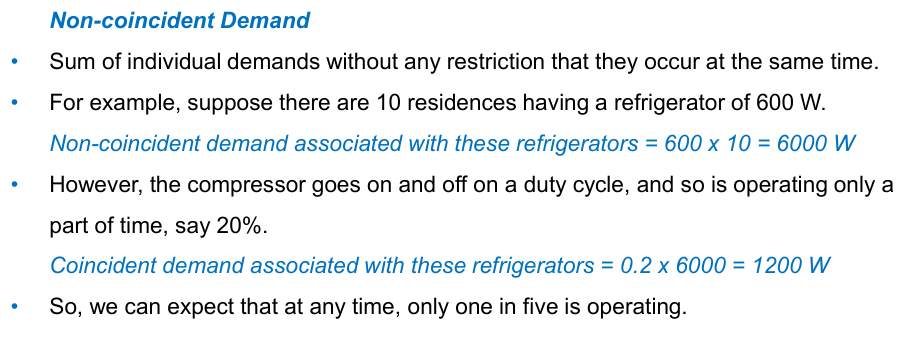 Non-coincident Demand
• Sum of individual demands without any restriction that they occur at the same time.
• For example, suppose there are 10 residences having a refrigerator of 600 W.
Non-coincident demand associated with these refrigerators = 600 x 10 = 6000 W
• However, the compressor goes on and off on a duty cycle, and so is operating only a
part of time, say 20%.
Coincident demand associated with these refrigerators = 0.2 x 6000 = 1200 W
• So, we can expect that at any time, only one in five is operating.